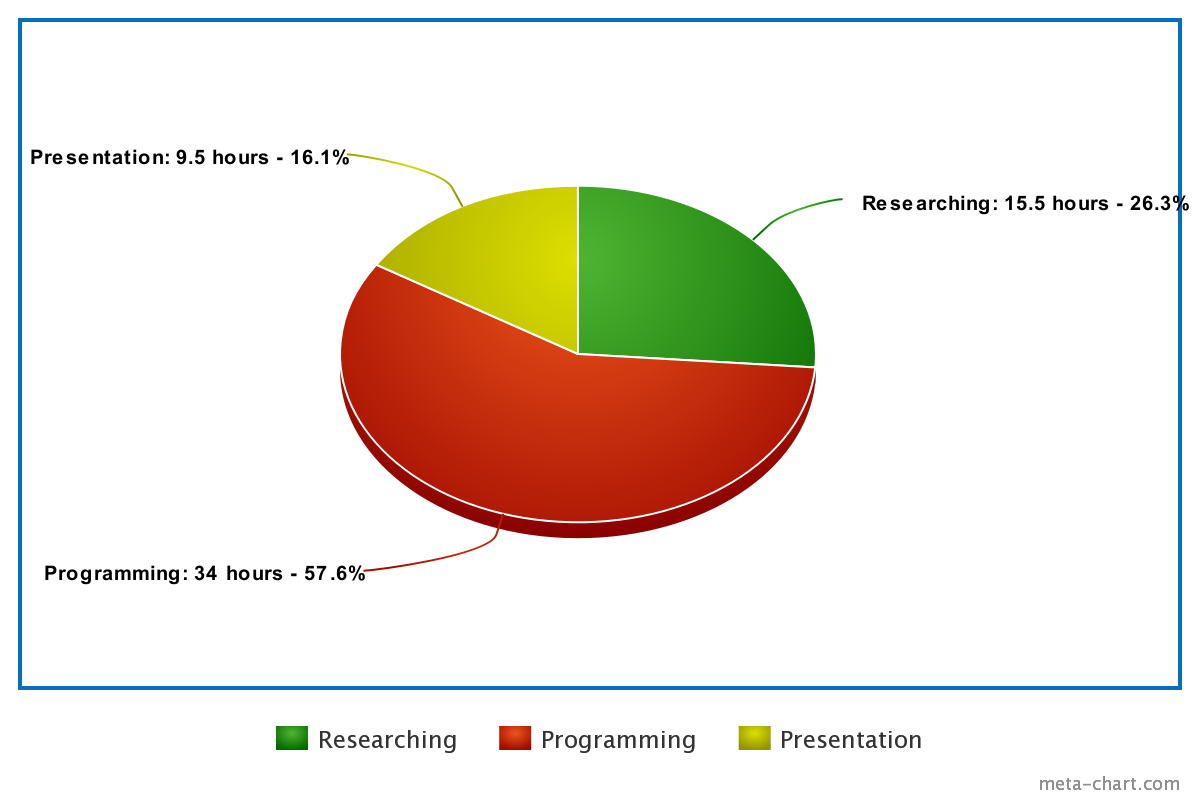 Presentation: 9.5 hours - 16.1%
Researching: 15.5 hours - 26.3%
Programming: 34 hours - 57.6%
Researching
Programming
Presentation
meta-chart.com